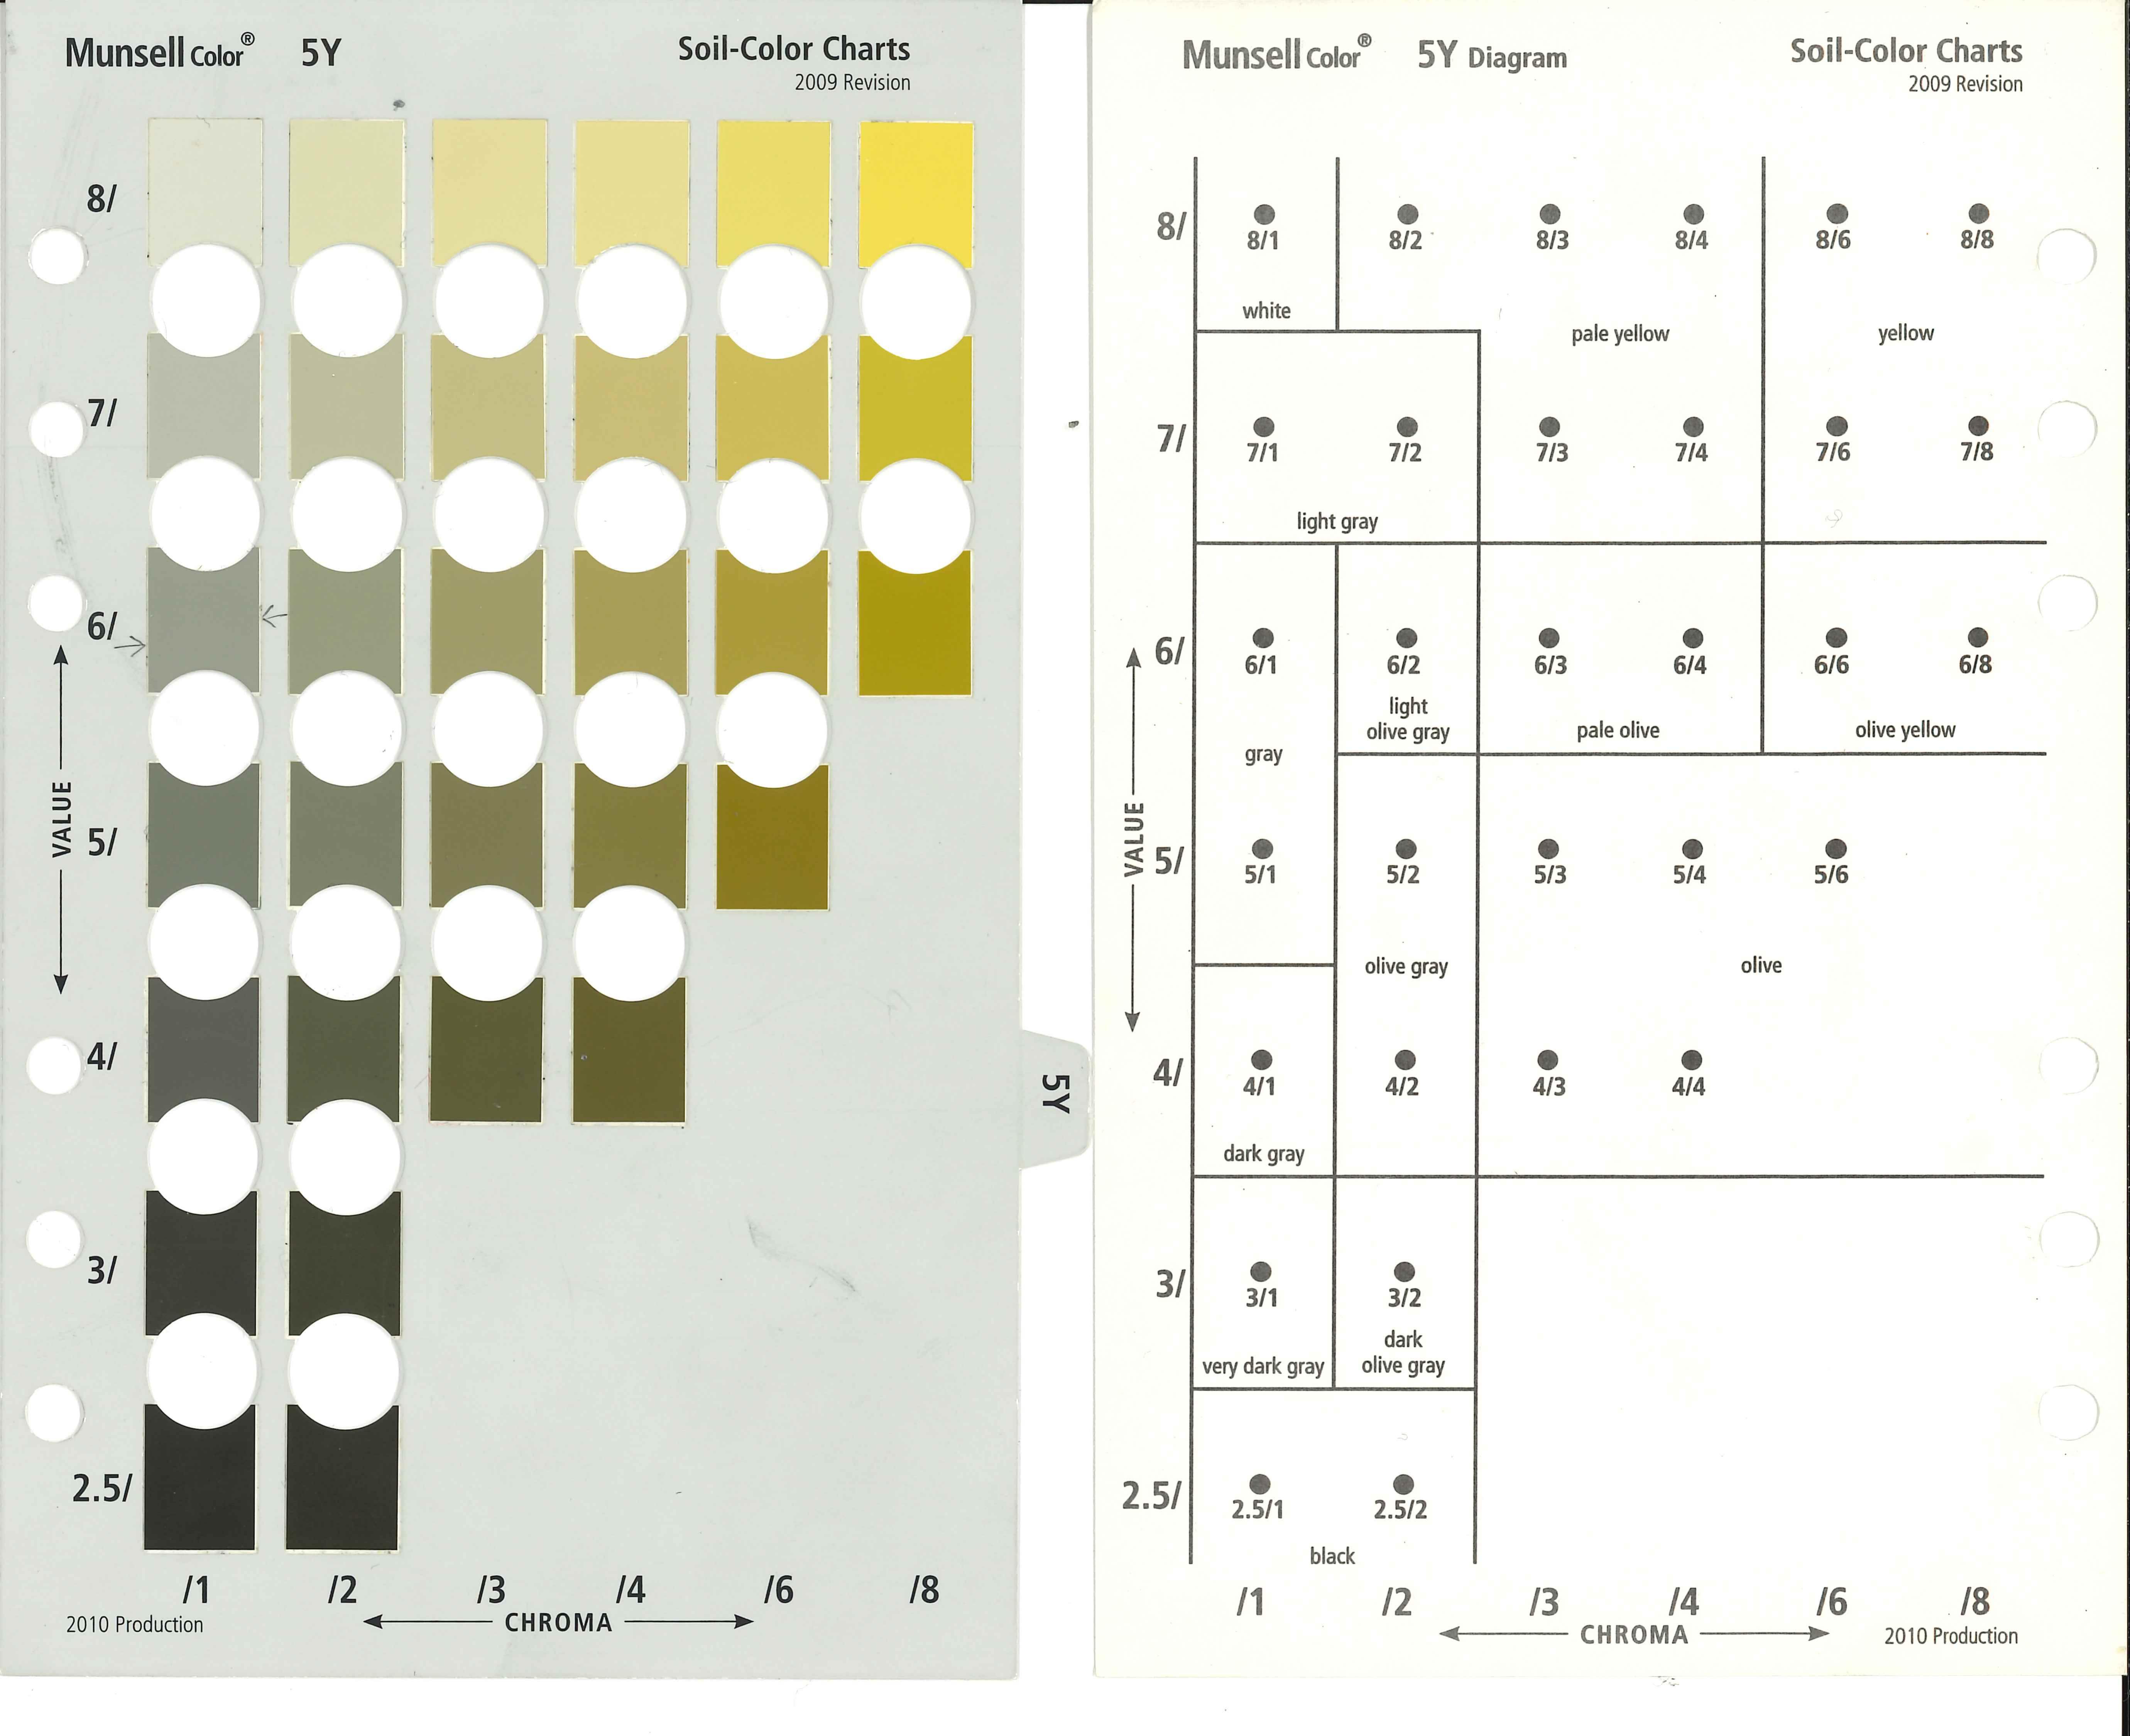 Munsell Color® 5Y
Soil-Color Charts
2009 Revision
8/
7/
6/
5/
4/
3/
2.5/
VALUE
/1 /2 /3 /4 /6 /8
CHROMA
2010 Production
5Y
Munsell Color® 5Y Diagram
Soil-Color Charts
2009 Revision
8/
8/1 8/2 8/3 8/4 8/6 8/8
white
pale yellow
yellow
7/
7/1 7/2 7/3 7/4 7/6 7/8
light gray
6/
6/1 6/2 6/3 6/4 6/6 6/8
light
olive gray
pale olive
olive yellow
gray
VALUE
5/
5/1 5/2 5/3 5/4 5/6
olive gray
olive
4/
4/1 4/2 4/3 4/4
dark gray
3/
3/1 3/2
very dark gray
dark
olive gray
2.5/
2.5/1 2.5/2
black
/1 /2 /3 /4 /6 /8
CHROMA
2010 Production